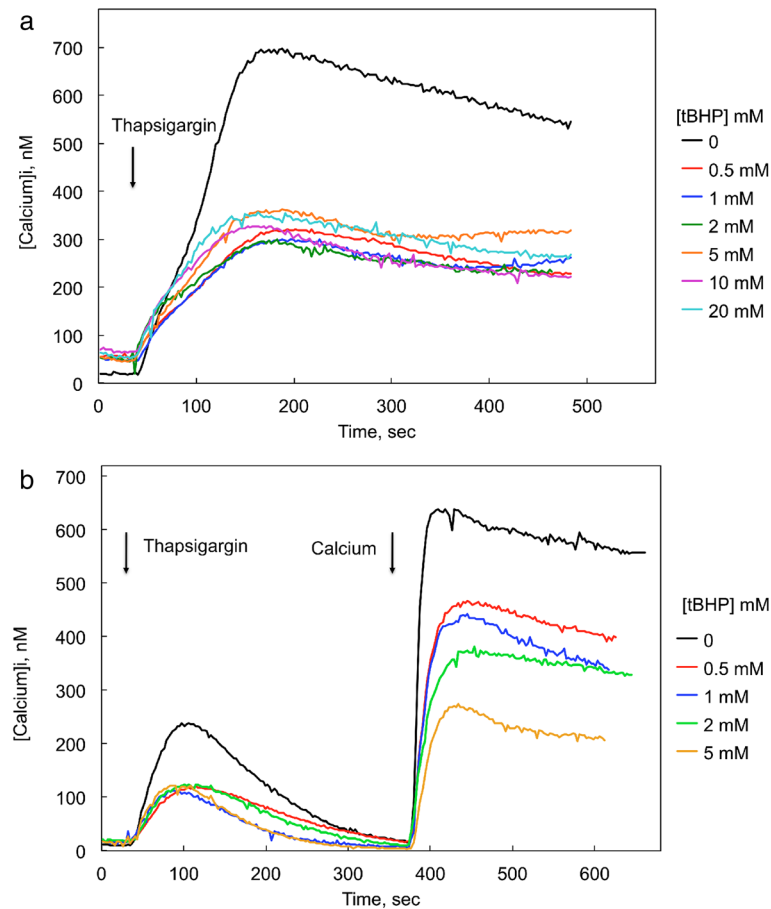 a
700
600
500
400
300
200
100
0
[Calcium]i, nM
Thapsigargin
0 100 200 300 400 500
Time, sec
[tBHP] mM
0
0.5 mM
1 mM
2 mM
5 mM
10 mM
20 mM
b
700
600
500
400
300
200
100
0
[Calcium]i, nM
Thapsigargin Calcium
0 100 200 300 400 500 600
Time, sec
[tBHP] mM
0
0.5 mM
1 mM
2 mM
5 mM